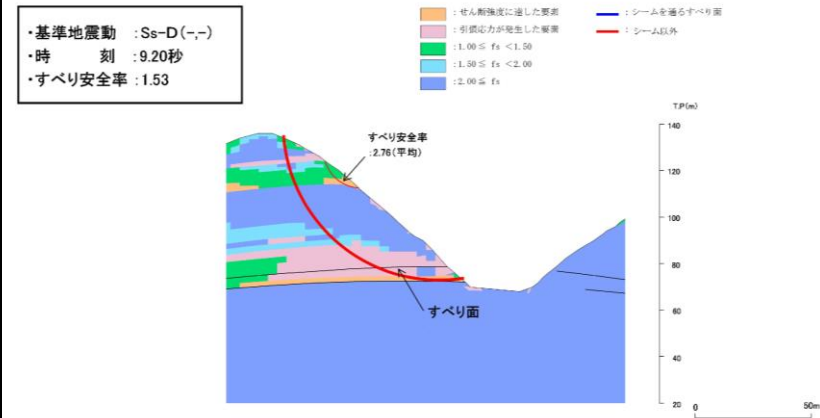 ・基準地震動 :Ss-D(-,-)
・時　　刻 :9.20秒
・すべり安全率 :1.53
:せん断強度に達した要素
:引張応力が発生した要素
:1.00≦ fs <1.50
:1.50≦ fs <2.00
:2.00≦ fs
:シームを通るすべり面
:シーム以外
T.P(m)
140
120
100
80
60
40
20
すべり安全率
:2.76(平均)
すべり面
0
50m